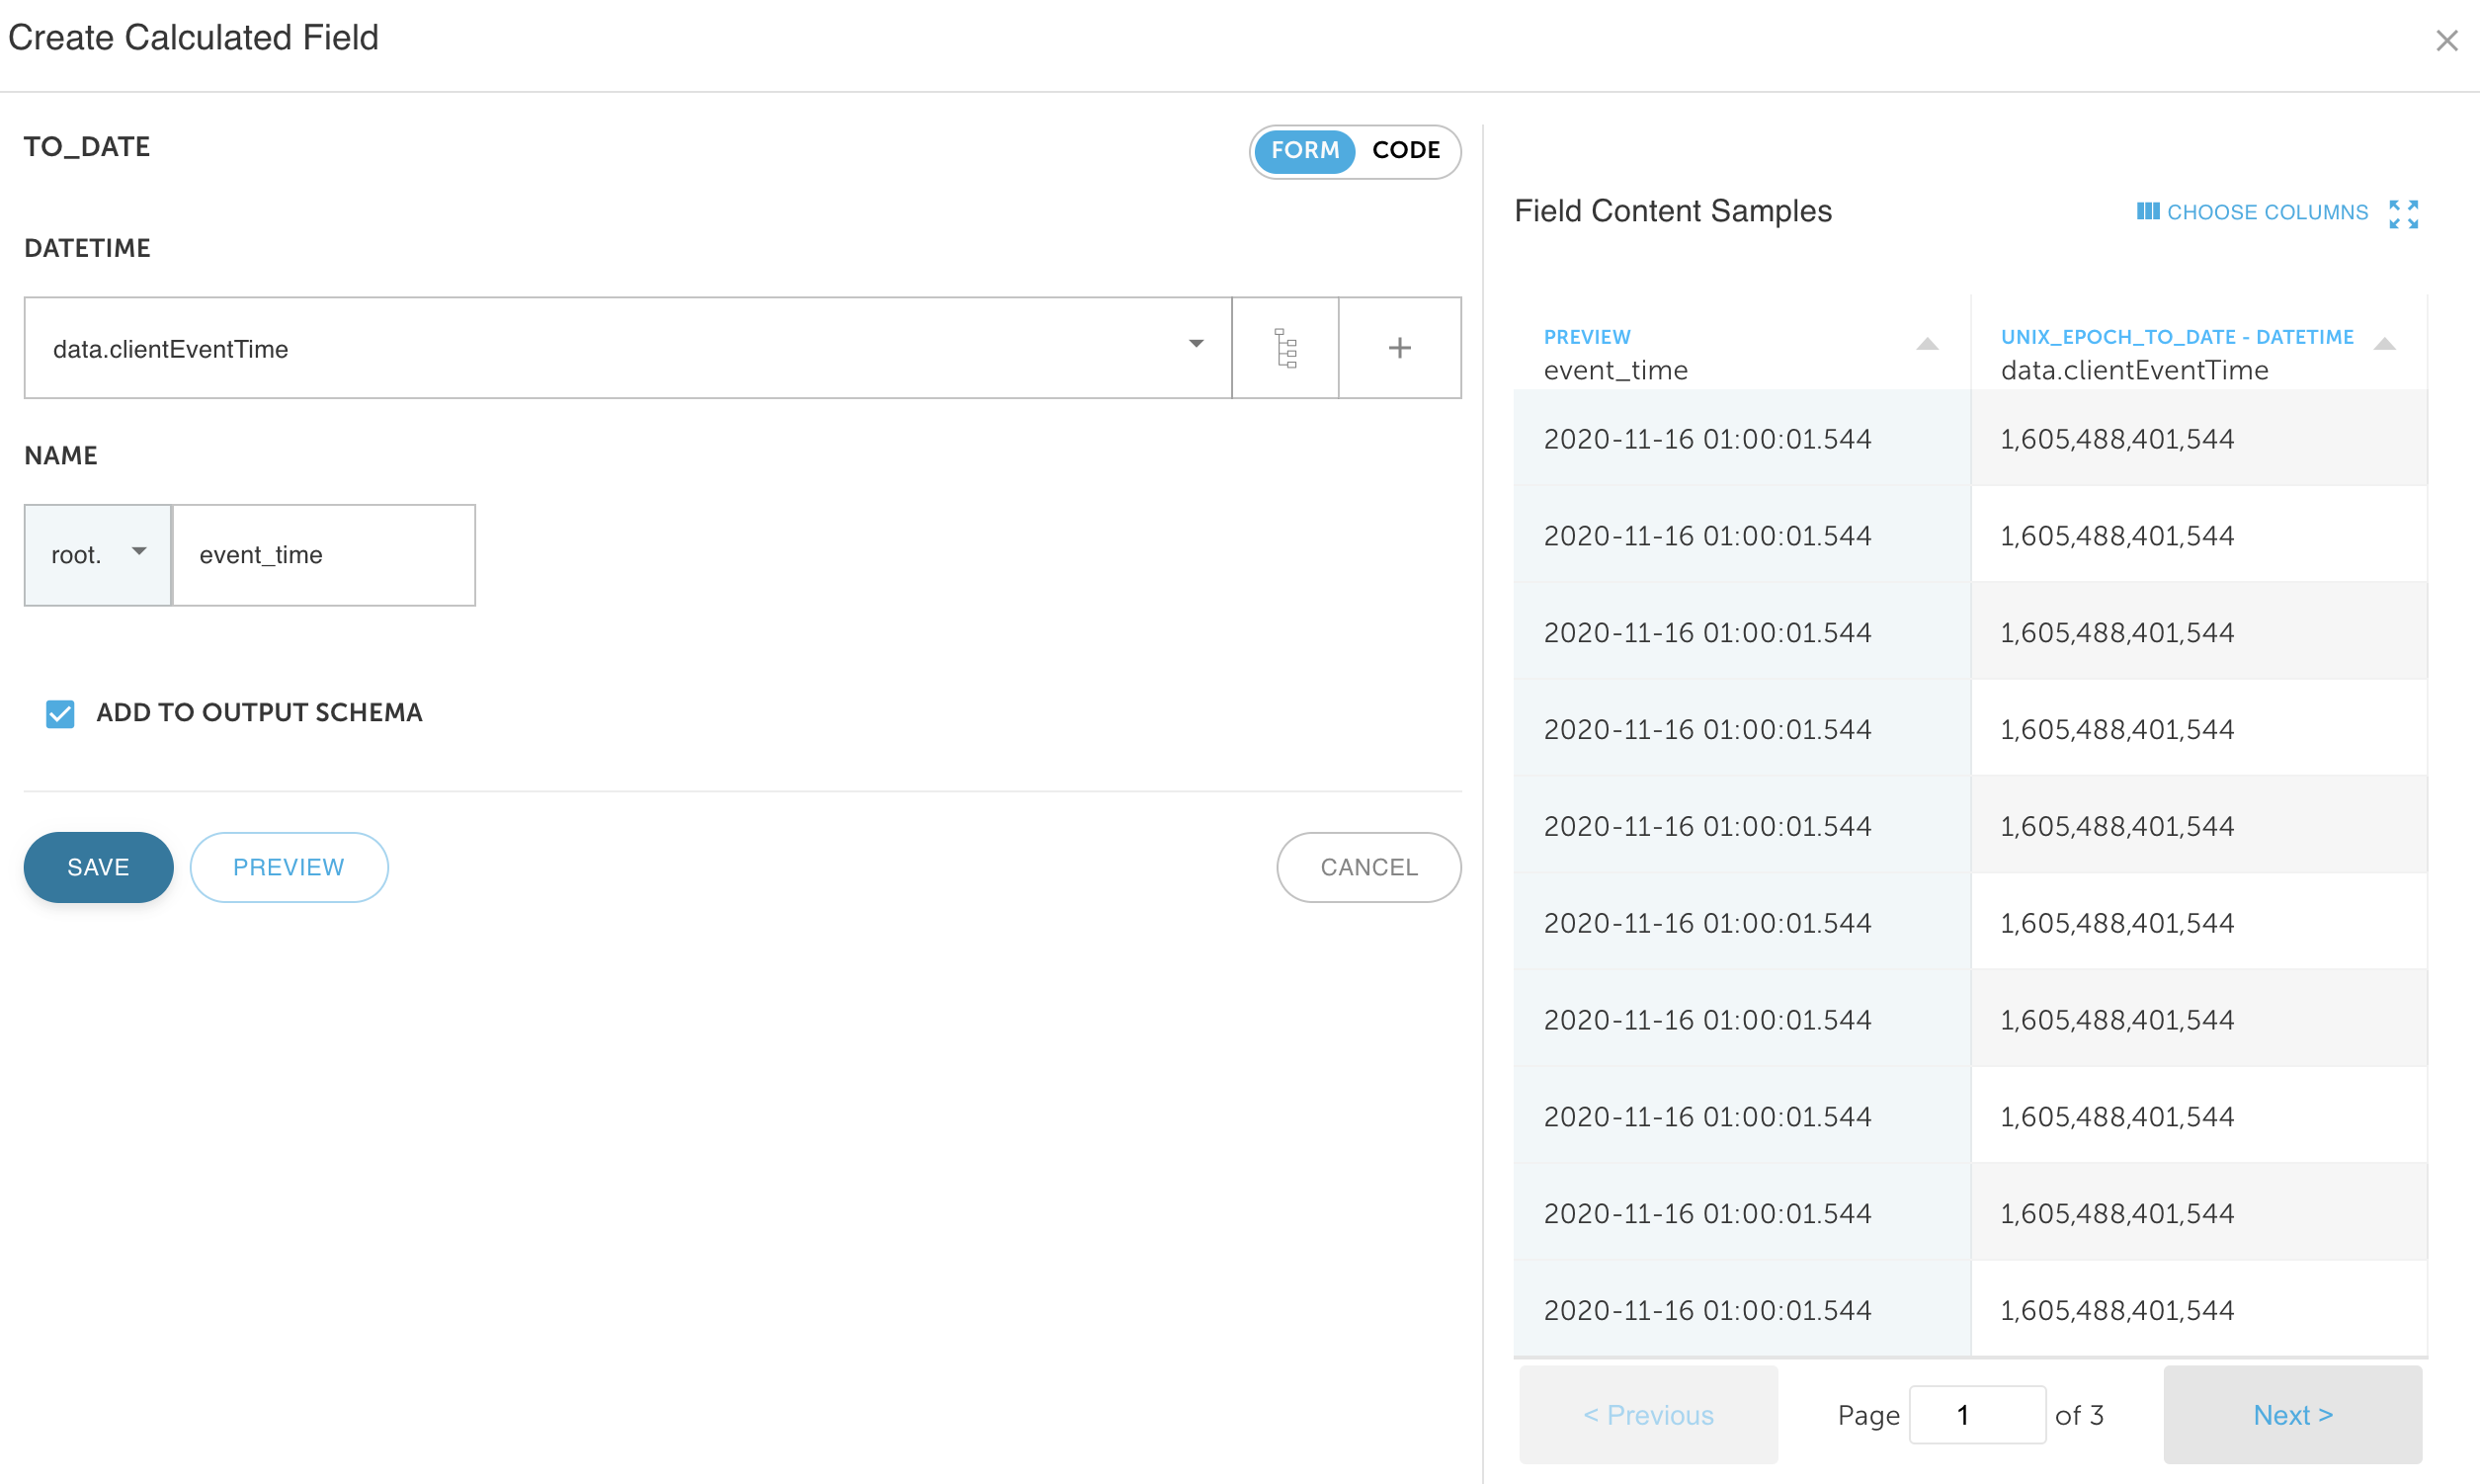 Create Calculated Field
TO_DATE
FORM CODE
DATETIME
data.clientEventTime
NAME
root. event_time
ADD TO OUTPUT SCHEMA
SAVE PREVIEW CANCEL
Field Content Samples
CHOOSE COLUMNS
PREVIEW UNIX_EPOCH_TO_DATE - DATETIME
event_time data.clientEventTime
2020-11-16 01:00:01.544 1,605,488,401,544
2020-11-16 01:00:01.544 1,605,488,401,544
2020-11-16 01:00:01.544 1,605,488,401,544
2020-11-16 01:00:01.544 1,605,488,401,544
2020-11-16 01:00:01.544 1,605,488,401,544
2020-11-16 01:00:01.544 1,605,488,401,544
2020-11-16 01:00:01.544 1,605,488,401,544
2020-11-16 01:00:01.544 1,605,488,401,544
2020-11-16 01:00:01.544 1,605,488,401,544
2020-11-16 01:00:01.544 1,605,488,401,544
< Previous Page 1 of 3 Next >